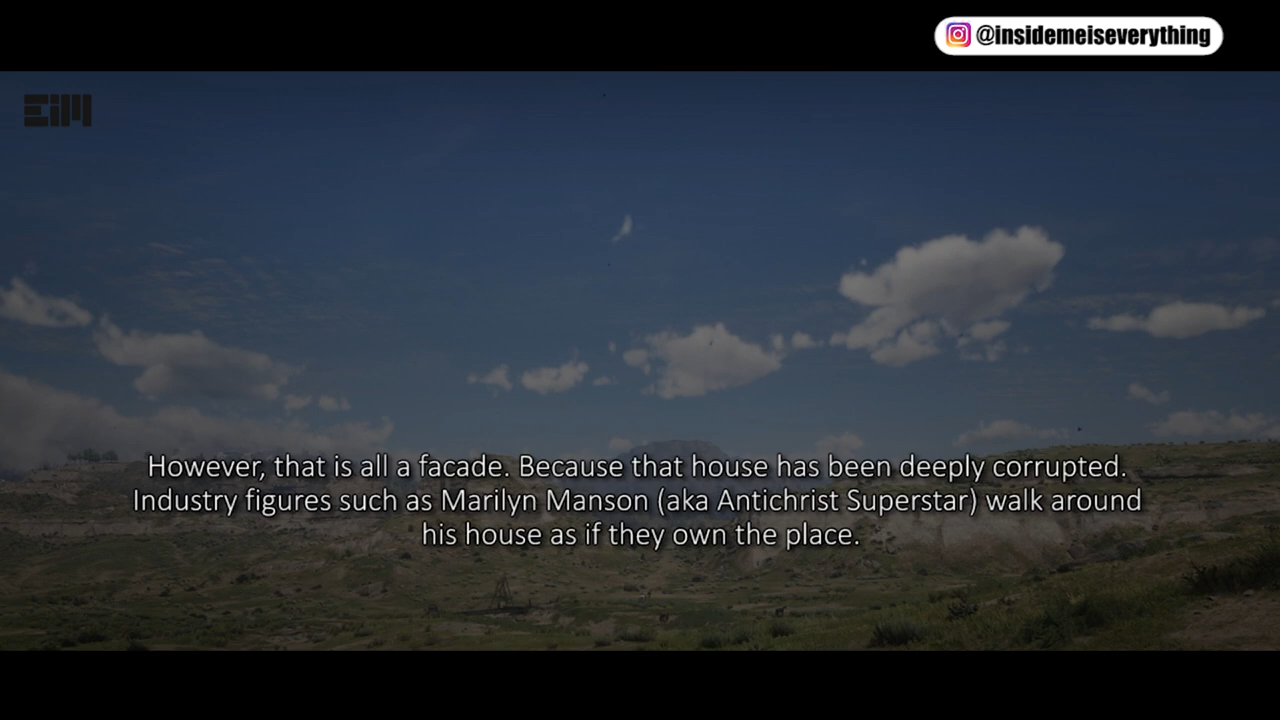 @insidemeiseverything
EiM
However, that is all a facade. Because that house has been deeply corrupted.
Industry figures such as Marilyn Manson (aka Antichrist Superstar) walk around
his house as if they own the place.